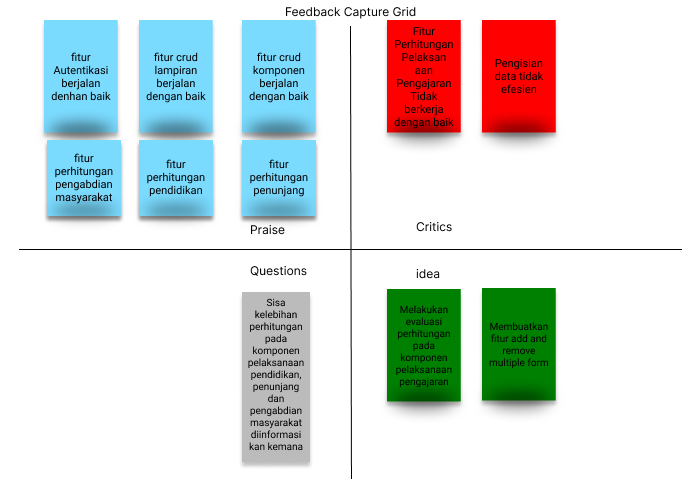 Feedback Capture Grid
fitur
Autentikasi
berjalan
denhan baik
fitur crud
lampiran
berjalan
dengan baik
fitur crud
komponen
berjalan
dengan baik
fitur
perhitungan
pengabdian
masyarakat
fitur
perhitungan
pendidikan
fitur
perhitungan
penunjang
Praise
Fitur
Perhitungan
Pelaksan
aan
Pengajaran
Tidak
berkerja
dengan baik
Pengisian
data tidak
efesien
Critics
Questions
Sisa
kelebihan
perhitungan
pada
komponen
pelaksanaan
pendidikan,
penunjang
dan
pengabdian
masyarakat
diinformasi
kan kemana
idea
Melakukan
evaluasi
perhitungan
pada
komponen
pelaksanaan
pengajaran
Membuatkan
fitur add and
remove
multiple form